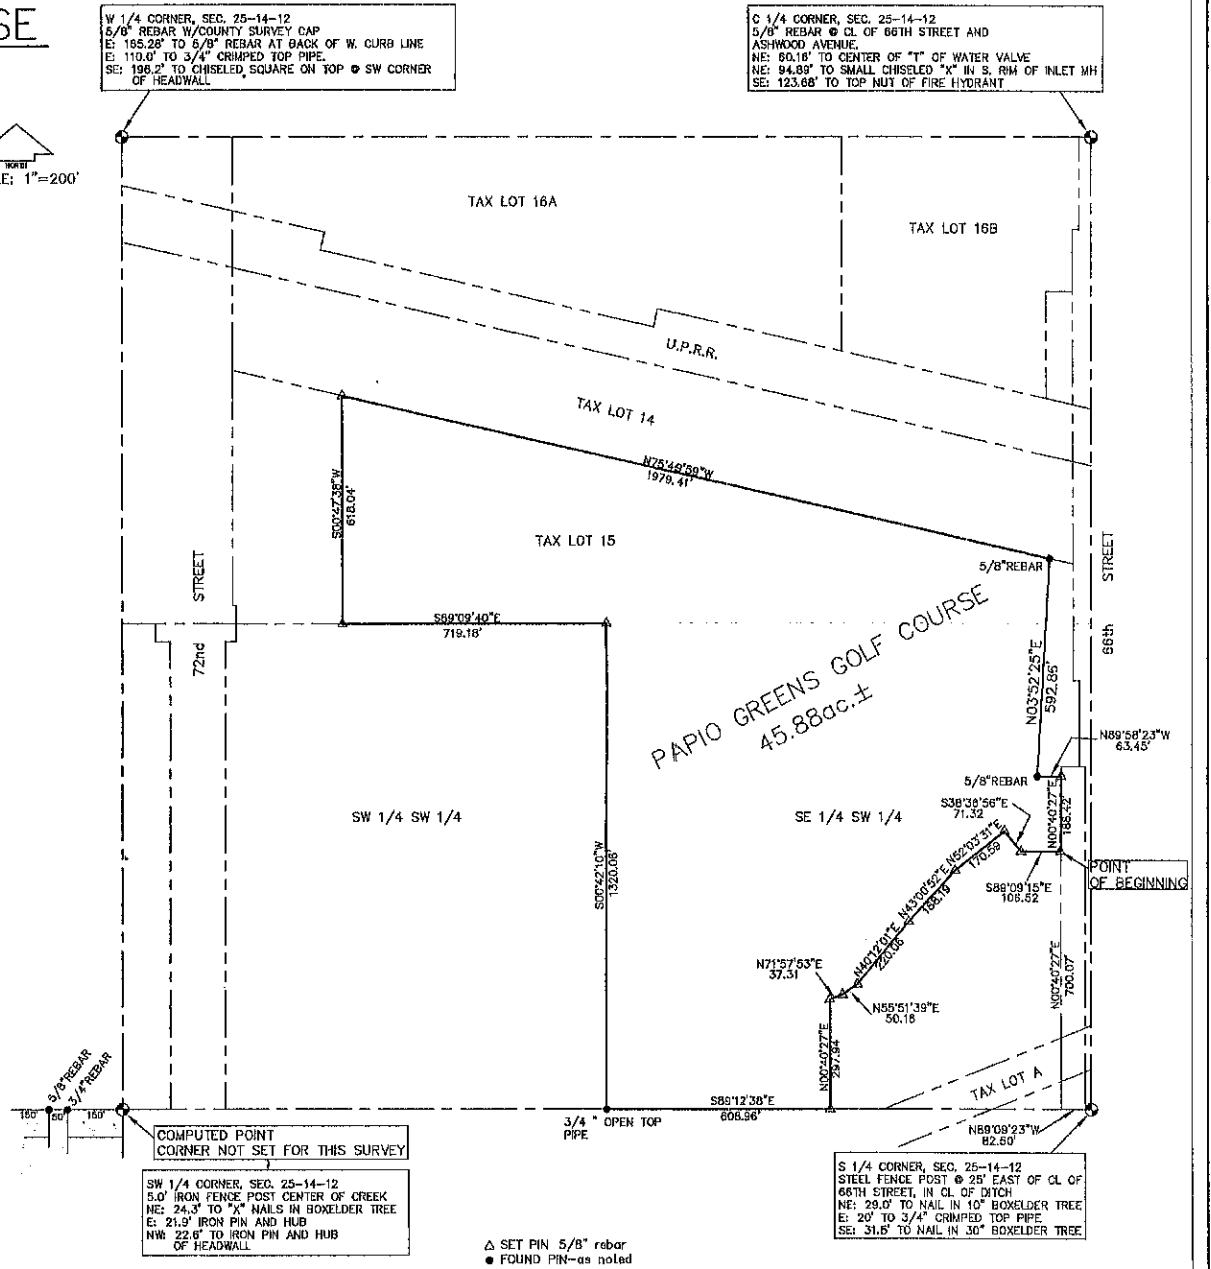 SE
W 1/4 CORNER, SEC. 25-14-12
5/8" REBAR W/COUNTY SURVEY CAP
E: 165.28' TO 5/8" REBAR AT BACK OF W. CURB LINE
E: 110.0' TO 3/4" CRIMPED TOP PIPE.
SE: 196.2' TO CHISELED SQUARE ON TOP @ SW CORNER
OF HEADWALL
C 1/4 CORNER, SEC. 25-14-12
5/8" REBAR @ CL OF 66TH STREET AND
ASHWOOD AVENUE.
NE: 60.16' TO CENTER OF "T" OF WATER VALVE
NE: 94.89' TO SMALL CHISELED "X" IN S. RIM OF INLET MH
SE: 123.68' TO TOP NUT OF FIRE HYDRANT
NORTH
LE: 1"=200'
TAX LOT 16A
TAX LOT 16B
U.P.R.R.
TAX LOT 14
N75°49'59"W
1979.41'
S00°47'38"W
618.04'
TAX LOT 15
5/8"REBAR
STREET
66th
STREET
72nd
S89°09'40"E
719.18'
PAPIO GREENS GOLF COURSE
45.88ac.±
N03°52'25"E
592.86'
N89°58'23"W
63.45'
5/8"REBAR
S38°38'56"E
71.32
N00°40'27"E
188.42'
SW 1/4 SW 1/4
SE 1/4 SW 1/4
N52°03'31"E
170.59
POINT
OF BEGINNING
S89°09'15"E
106.52
S00°42'10"W
1320.06'
N43°00'52"E
188.19
N40°12'01"E
220.06
N71°57'53"E
37.31
N55°51'39"E
50.18
N00°40'27"E
700.07
N00°40'27"E
297.94
TAX LOT A
5/8"REBAR
3/4"REBAR
150'
50'
150'
S89°12'38"E
608.96'
3/4 " OPEN TOP
PIPE
N89°09'23"W
82.50'
COMPUTED POINT
CORNER NOT SET FOR THIS SURVEY
SW 1/4 CORNER, SEC. 25-14-12
5.0' IRON FENCE POST CENTER OF CREEK
NE: 24.3' TO "X" NAILS IN BOXELDER TREE
E: 21.9' IRON PIN AND HUB
NW: 22.6' TO IRON PIN AND HUB
OF HEADWALL
S 1/4 CORNER, SEC. 25-14-12
STEEL FENCE POST @ 25' EAST OF CL OF
66TH STREET, IN CL OF DITCH
NE: 29.0' TO NAIL IN 10" BOXELDER TREE
E: 20' TO 3/4" CRIMPED TOP PIPE
SE: 31.5' TO NAIL IN 30" BOXELDER TREE
△ SET PIN 5/8" rebar
● FOUND PIN-as noted